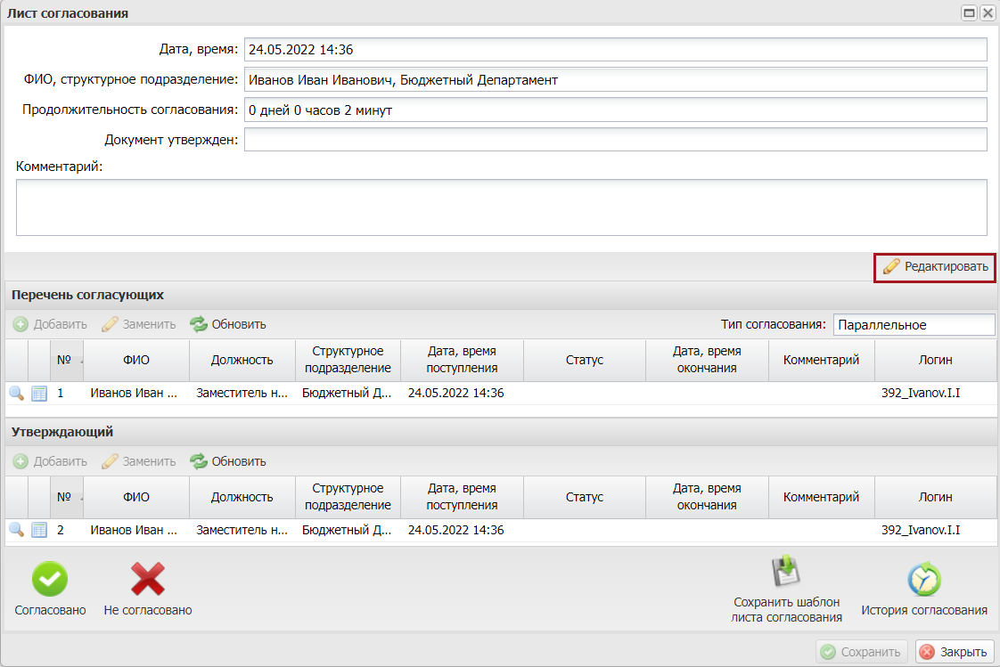 Лист согласования
Дата, время: 24.05.2022 14:36
ФИО, структурное подразделение: Иванов Иван Иванович, Бюджетный Департамент
Продолжительность согласования: 0 дней 0 часов 2 минут
Документ утвержден:
Комментарий:
Редактировать
Перечень согласующих
Добавить Заменить Обновить Тип согласования: Параллельное
№ ФИО Должность Структурное подразделение Дата, время поступления Статус Дата, время окончания Комментарий Логин
1 Иванов Иван ... Заместитель н... Бюджетный Д... 24.05.2022 14:36 392_Ivanov.I.I
Утверждающий
Добавить Заменить Обновить
№ ФИО Должность Структурное подразделение Дата, время поступления Статус Дата, время окончания Комментарий Логин
2 Иванов Иван ... Заместитель н... Бюджетный Д... 24.05.2022 14:36 392_Ivanov.I.I
Согласовано Не согласовано Сохранить шаблон листа согласования История согласования
Сохранить Закрыть